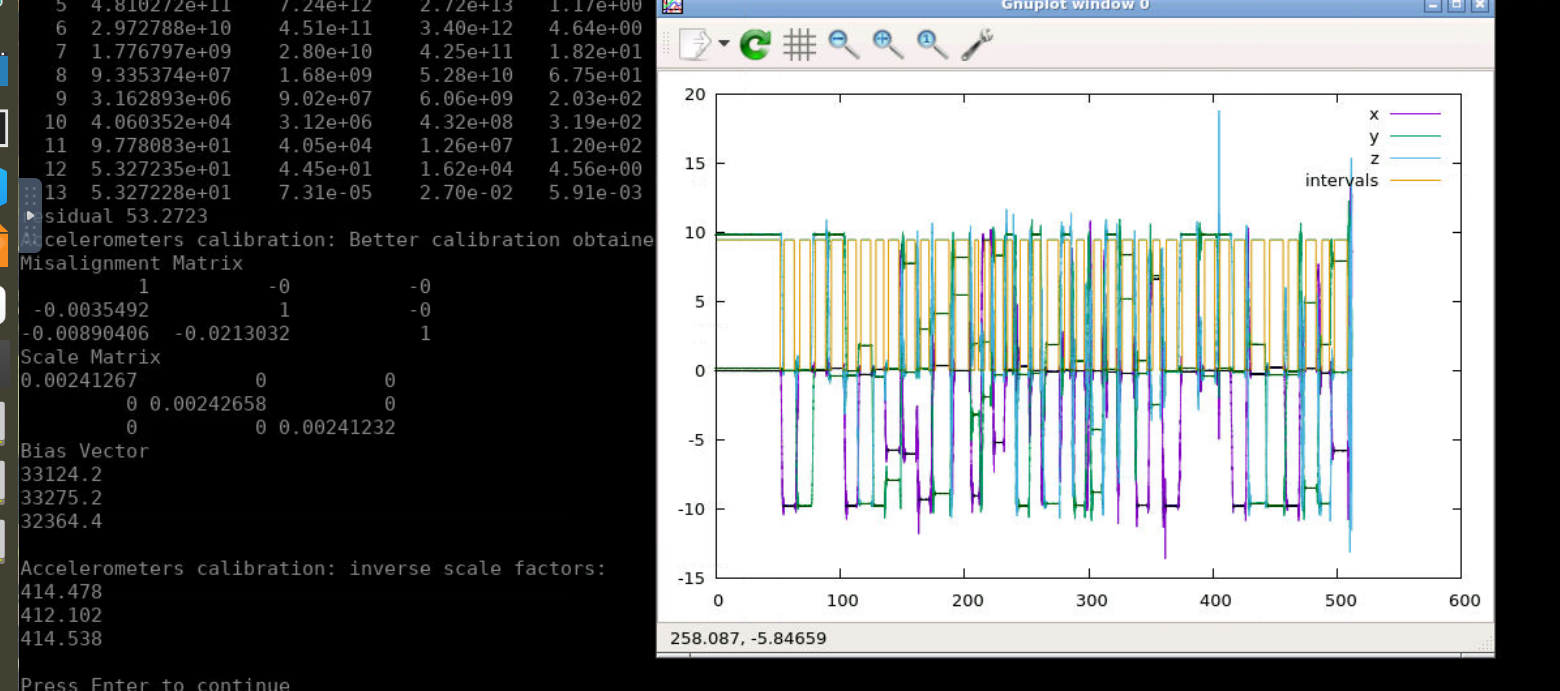 5 4.810272e+11 7.24e+12 2.72e+13 1.17e+00
6 2.972788e+10 4.51e+11 3.40e+12 4.64e+00
7 1.776797e+09 2.80e+10 4.25e+11 1.82e+01
8 9.335374e+07 1.68e+09 5.28e+10 6.75e+01
9 3.162893e+06 9.02e+07 6.06e+09 2.03e+02
10 4.060352e+04 3.12e+06 4.32e+08 3.19e+02
11 9.778083e+01 4.05e+04 1.26e+07 1.20e+02
12 5.327235e+01 4.45e+01 1.62e+04 4.56e+00
13 5.327228e+01 7.31e-05 2.70e-02 5.91e-03
residual 53.2723
Accelerometers calibration: Better calibration obtaine
Misalignment Matrix
1 -0 -0
-0.0035492 1 -0
-0.00890406 -0.0213032 1
Scale Matrix
0.00241267 0 0
0 0.00242658 0
0 0 0.00241232
Bias Vector
33124.2
33275.2
32364.4
Accelerometers calibration: inverse scale factors:
414.478
412.102
414.538
Press Enter to continue
Gnuplot window 0
20
15
10
5
0
-5
-10
-15
0 100 200 300 400 500 600
x
y
z
intervals
258.087, -5.84659